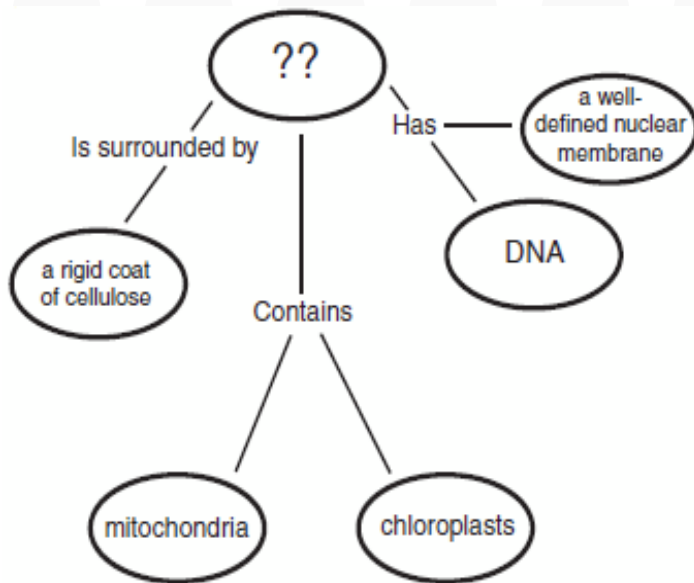 ??
a well-
defined nuclear
membrane
Has
Is surrounded by
DNA
a rigid coat
of cellulose
Contains
mitochondria
chloroplasts